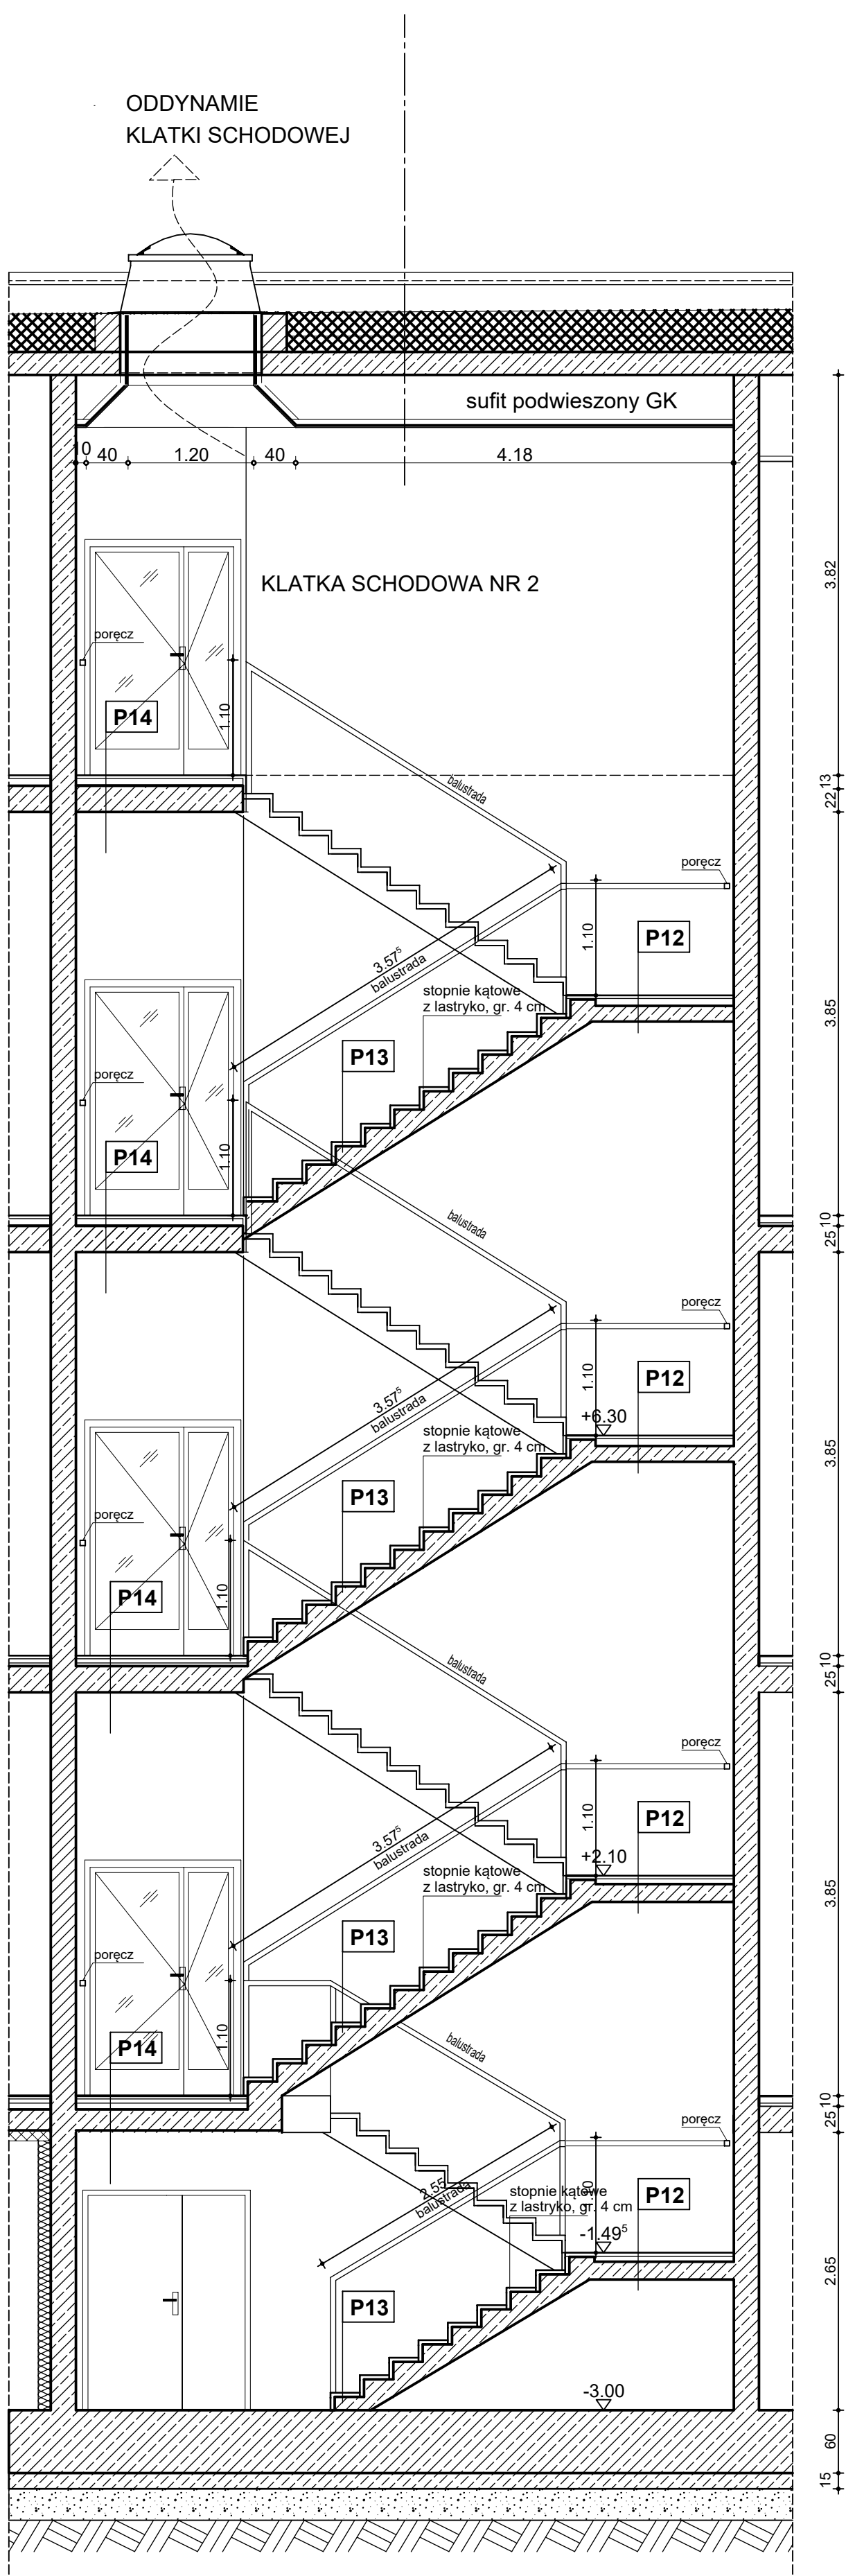 ODDYNAMIE
KLATKI SCHODOWEJ
sufit podwieszony GK
10 40 1.20 40 4.18
3.82
KLATKA SCHODOWA NR 2
poręcz
P14
1.10
balustrada
13
22
poręcz
1.10
P12
3.57⁵
balustrada
stopnie kątowe
z lastryko, gr. 4 cm
3.85
P13
poręcz
P14
1.10
balustrada
10
25
poręcz
1.10
P12
+6.30
3.57⁵
balustrada
stopnie kątowe
z lastryko, gr. 4 cm
3.85
P13
poręcz
P14
1.10
balustrada
10
25
poręcz
1.10
P12
+2.10
3.57⁵
balustrada
stopnie kątowe
z lastryko, gr. 4 cm
3.85
P13
poręcz
P14
1.10
balustrada
10
25
poręcz
P12
2.55
balustrada
stopnie kątowe
z lastryko, gr. 4 cm
-1.49⁵
2.65
P13
-3.00
60
15